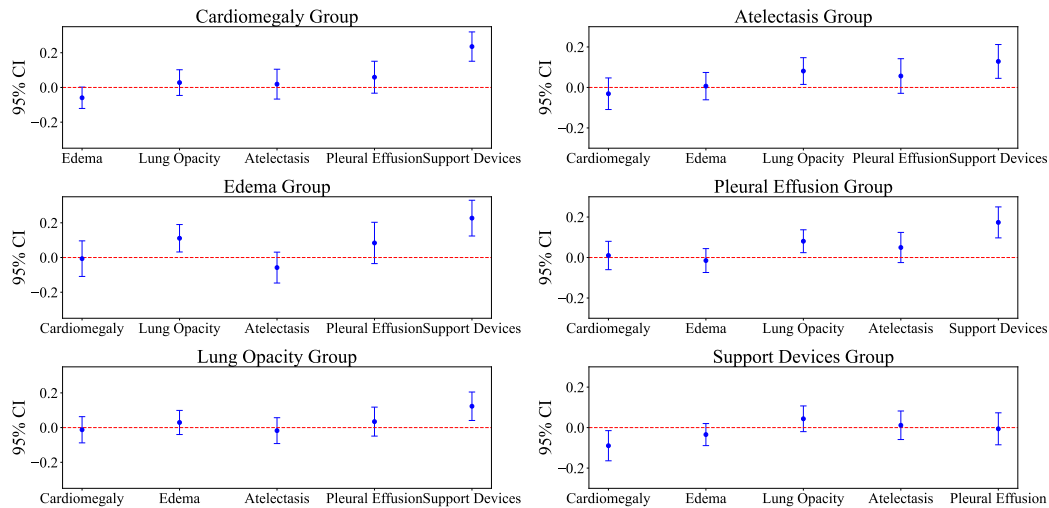 Cardiomegaly Group
95% CI
0.2
0.0
−0.2
Edema Lung Opacity Atelectasis Pleural Effusion Support Devices
Atelectasis Group
95% CI
0.2
0.0
−0.2
Cardiomegaly Edema Lung Opacity Pleural Effusion Support Devices
Edema Group
95% CI
0.2
0.0
−0.2
Cardiomegaly Lung Opacity Atelectasis Pleural Effusion Support Devices
Pleural Effusion Group
95% CI
0.2
0.0
−0.2
Cardiomegaly Edema Lung Opacity Atelectasis Support Devices
Lung Opacity Group
95% CI
0.2
0.0
−0.2
Cardiomegaly Edema Atelectasis Pleural Effusion Support Devices
Support Devices Group
95% CI
0.2
0.0
−0.2
Cardiomegaly Edema Lung Opacity Atelectasis Pleural Effusion